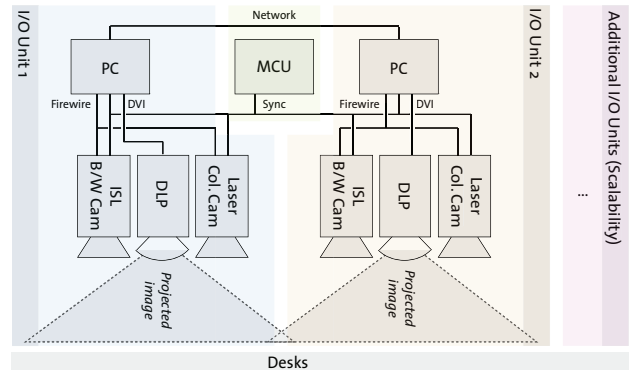 Network
I/O Unit 1
PC
MCU
PC
I/O Unit 2
Additional I/O Units (Scalability)
...
Firewire
DVI
Sync
Firewire
DVI
ISL
B/W Cam
DLP
Laser
Col. Cam
ISL
B/W Cam
DLP
Laser
Col. Cam
Projected
image
Projected
image
Desks